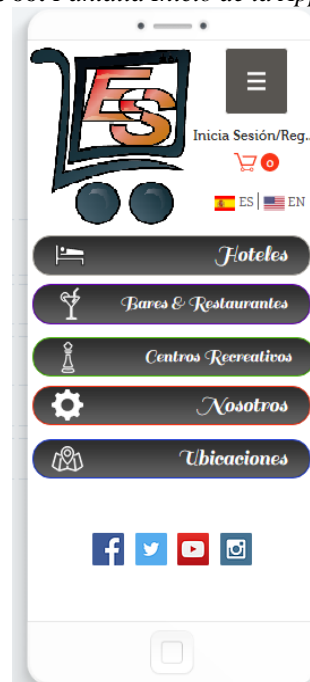 Pantalla Inicio de la App
ES
Inicia Sesión/Reg..
0
ES | EN
Hoteles
Bares & Restaurantes
Centros Recreativos
Nosotros
Ubicaciones